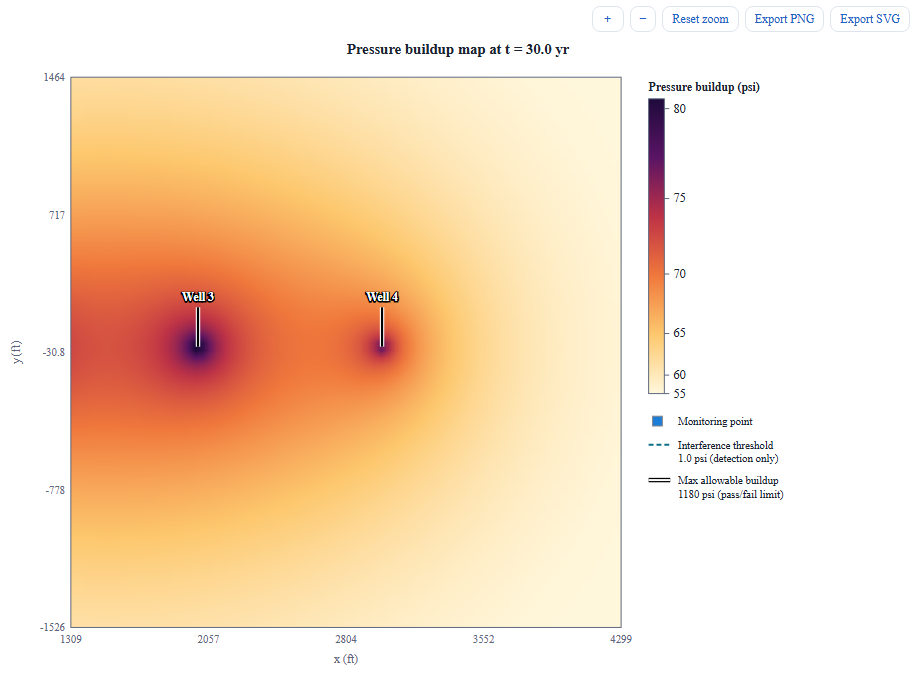 + − Reset zoom Export PNG Export SVG
Pressure buildup map at t = 30.0 yr
1464
717
-30.8
-778
-1526
y (ft)
Well 3 Well 4
1309 2057 2804 3552 4299
x (ft)
Pressure buildup (psi)
80
75
70
65
60
55
Monitoring point
Interference threshold
1.0 psi (detection only)
Max allowable buildup
1180 psi (pass/fail limit)